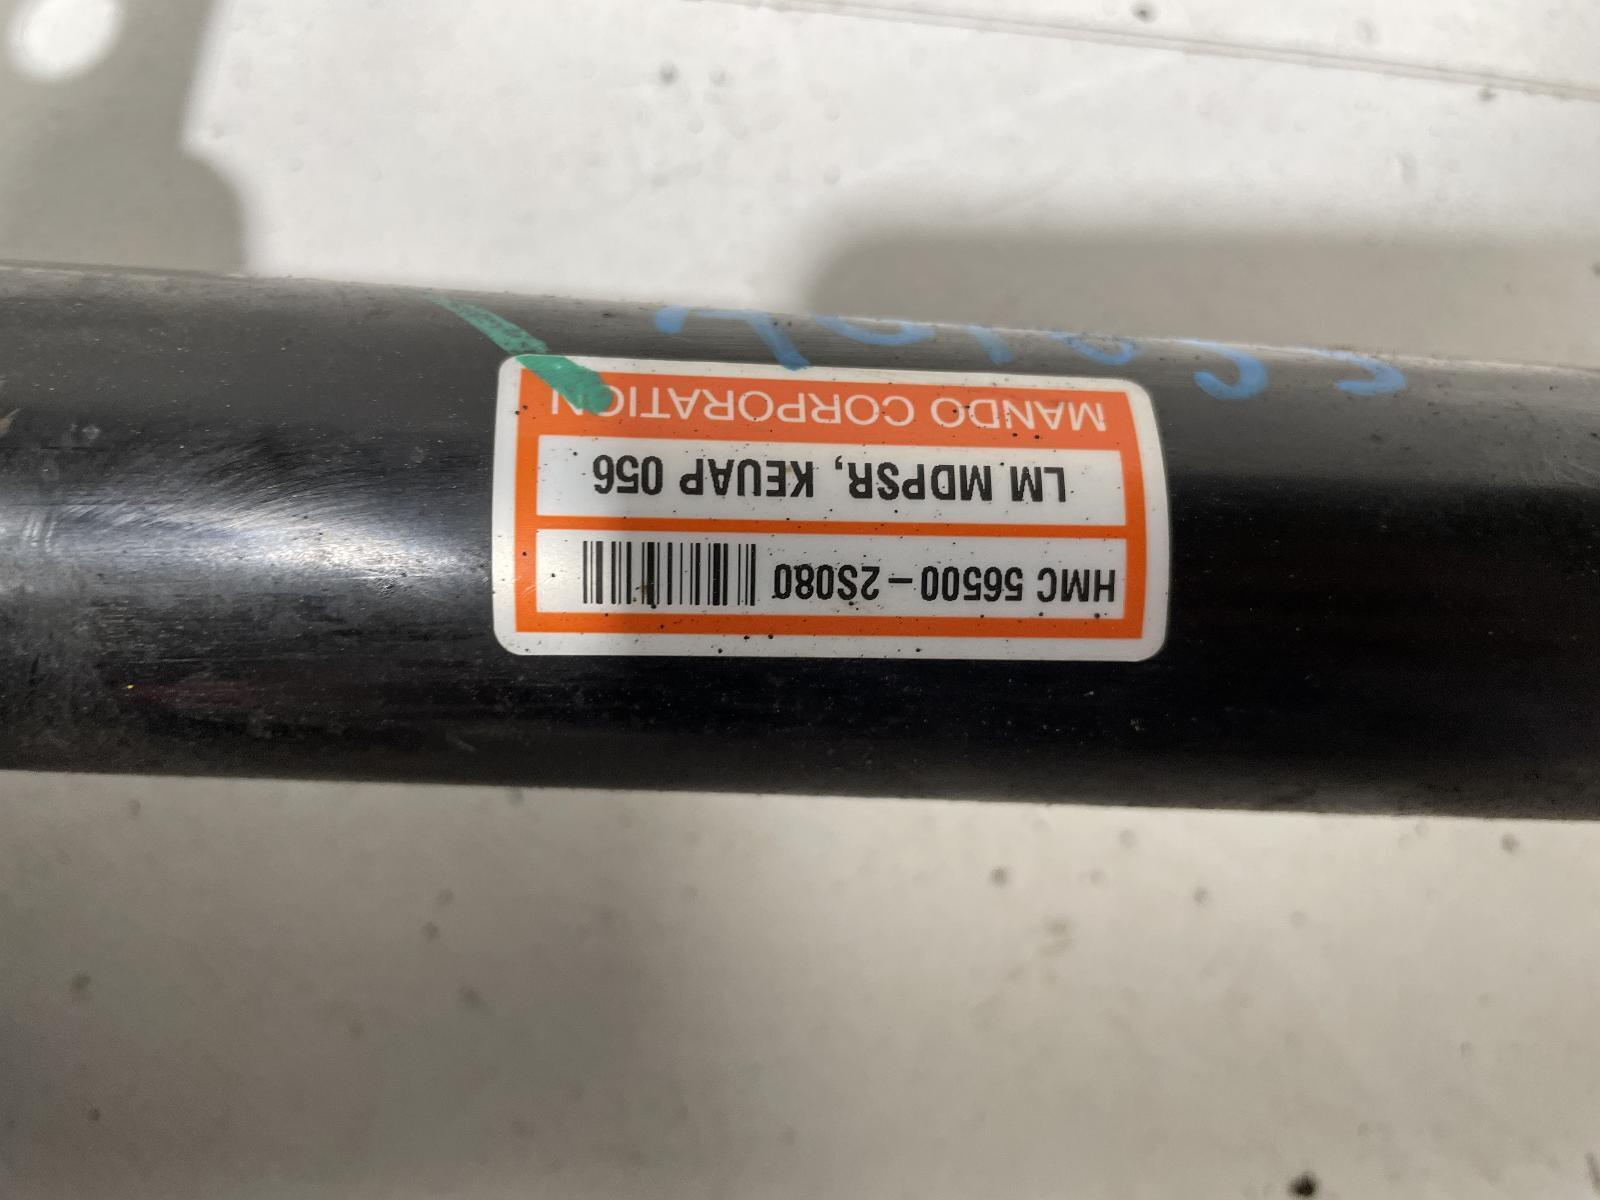 MANDO CORPORATION
LM MDPSR, KEUAP 056
HMC 56500-2S080